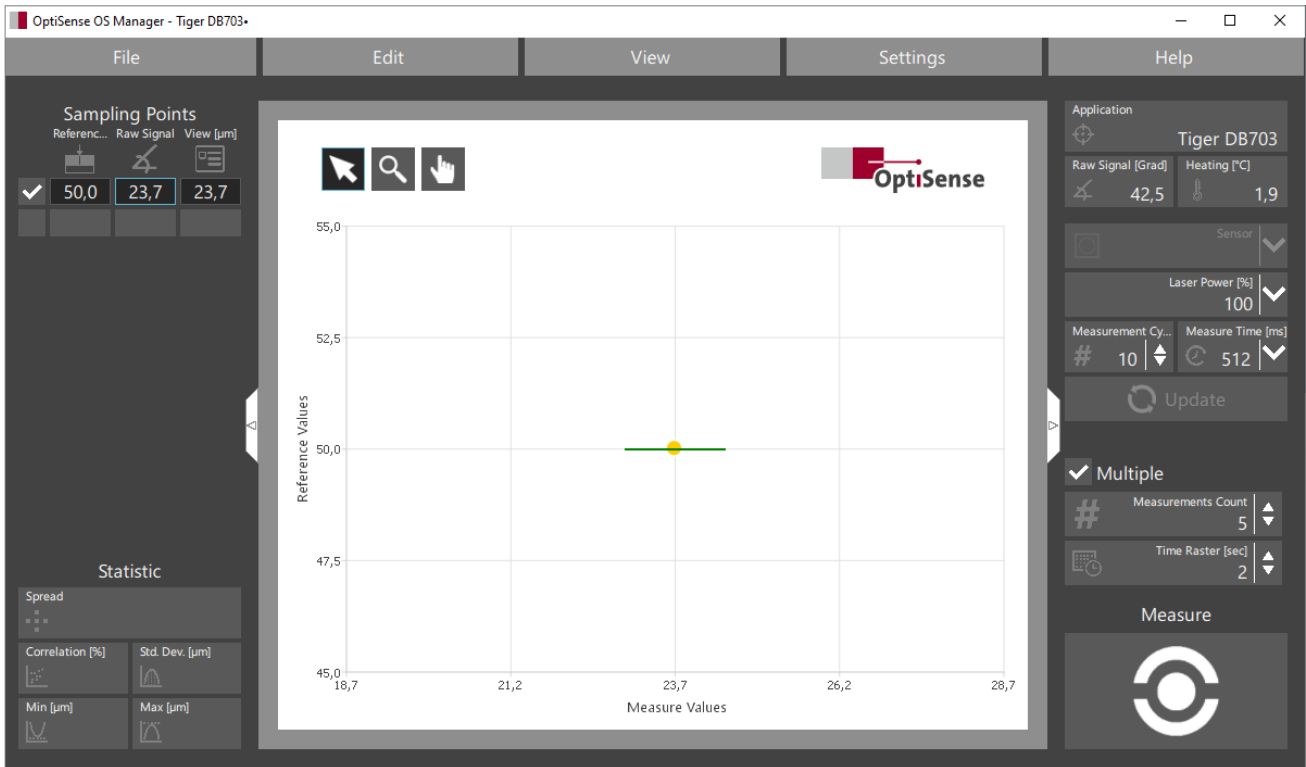 OptiSense OS Manager - Tiger DB703•
File
Edit
View
Settings
Help
Sampling Points
Referenc... Raw Signal View [µm]
50,0 23,7 23,7
Statistic
Spread
Correlation [%] Std. Dev. [µm]
Min [µm] Max [µm]
OptiSense
55,0
52,5
50,0
47,5
45,0
Reference Values
18,7 21,2 23,7 26,2 28,7
Measure Values
Application
Tiger DB703
Raw Signal [Grad] Heating [°C]
42,5 1,9
Sensor
Laser Power [%]
100
Measurement Cy... Measure Time [ms]
# 10 512
Update
Multiple
Measurements Count
# 5
Time Raster [sec]
2
Measure